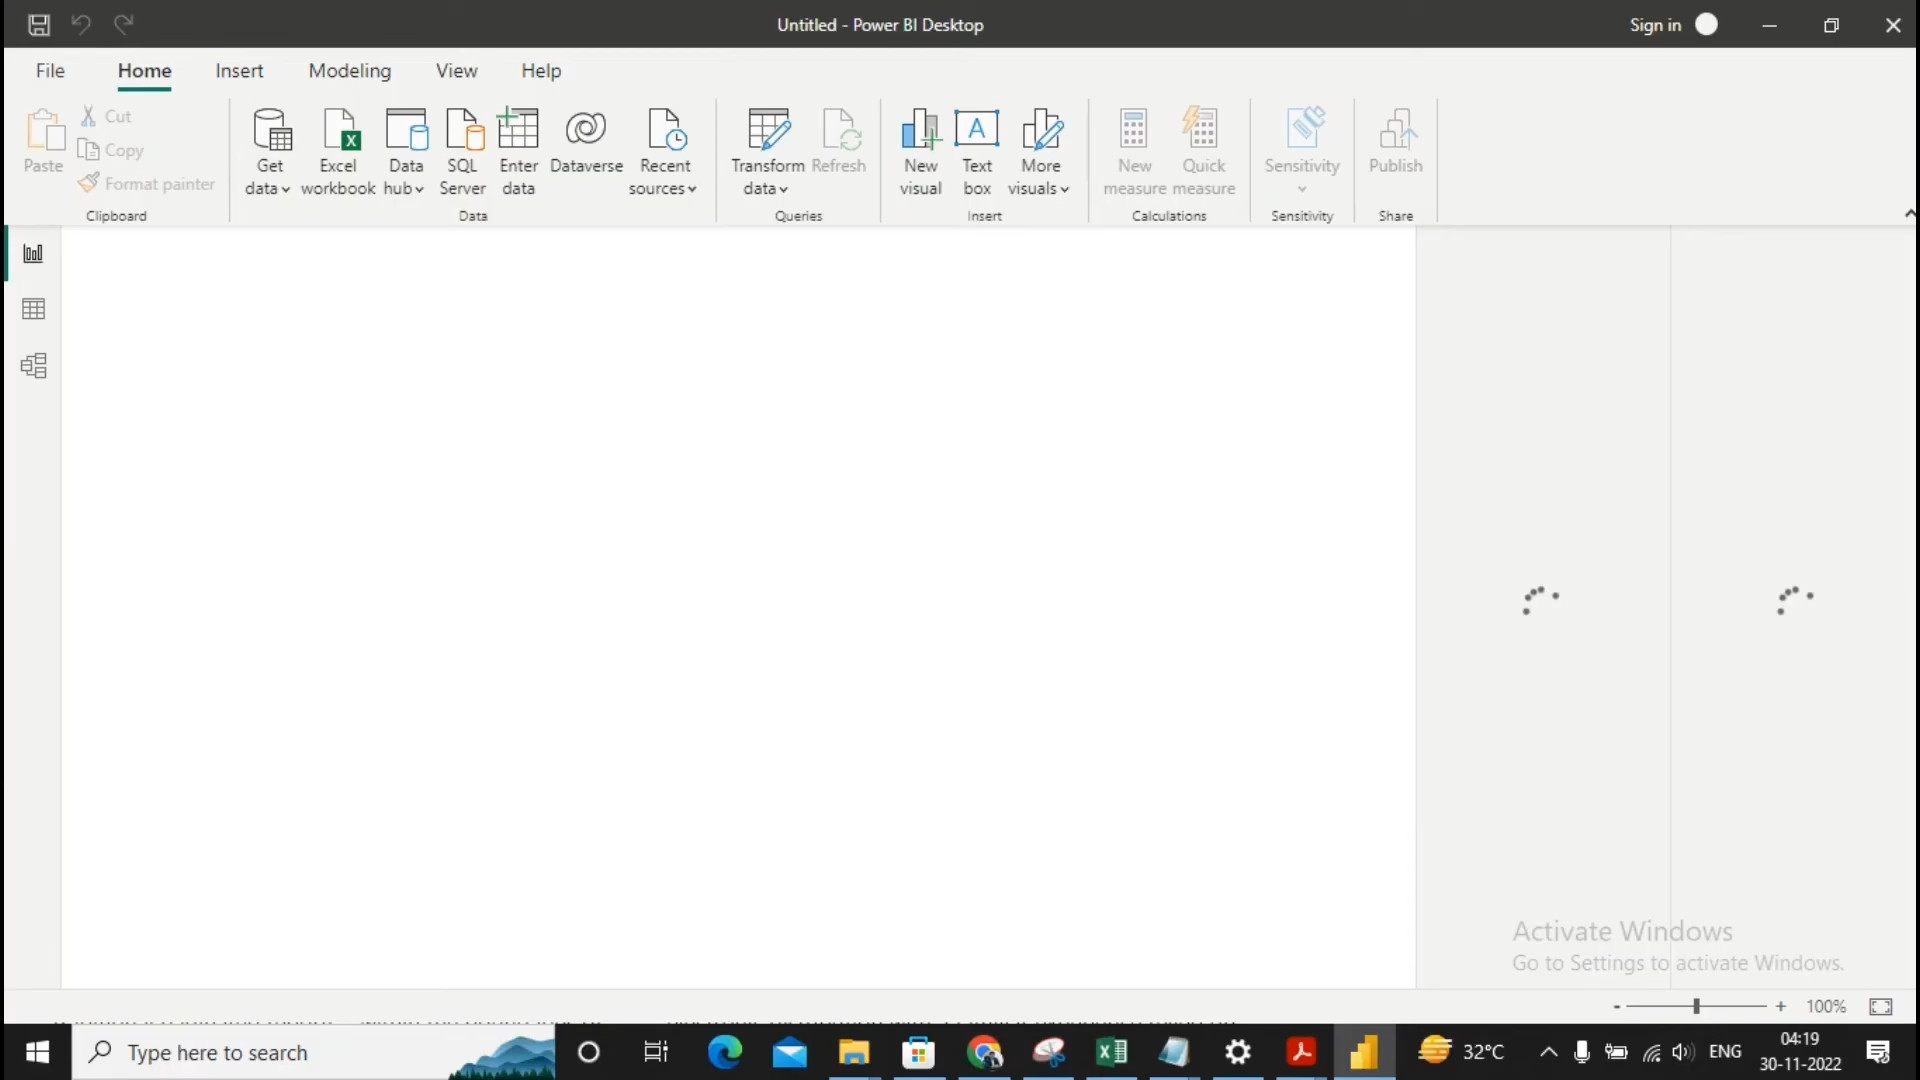 Untitled - Power BI Desktop
Sign in
File Home Insert Modeling View Help
Paste
Cut
Copy
Format painter
Clipboard
Get data
Excel workbook
Data hub
SQL Server
Enter data
Dataverse
Recent sources
Data
Transform data
Refresh
Queries
New visual
A
Text box
More visuals
Insert
New measure
Quick measure
Calculations
Sensitivity
Sensitivity
Publish
Share
Activate Windows
Go to Settings to activate Windows.
- + 100%
Type here to search
32°C
ENG
04:19
30-11-2022